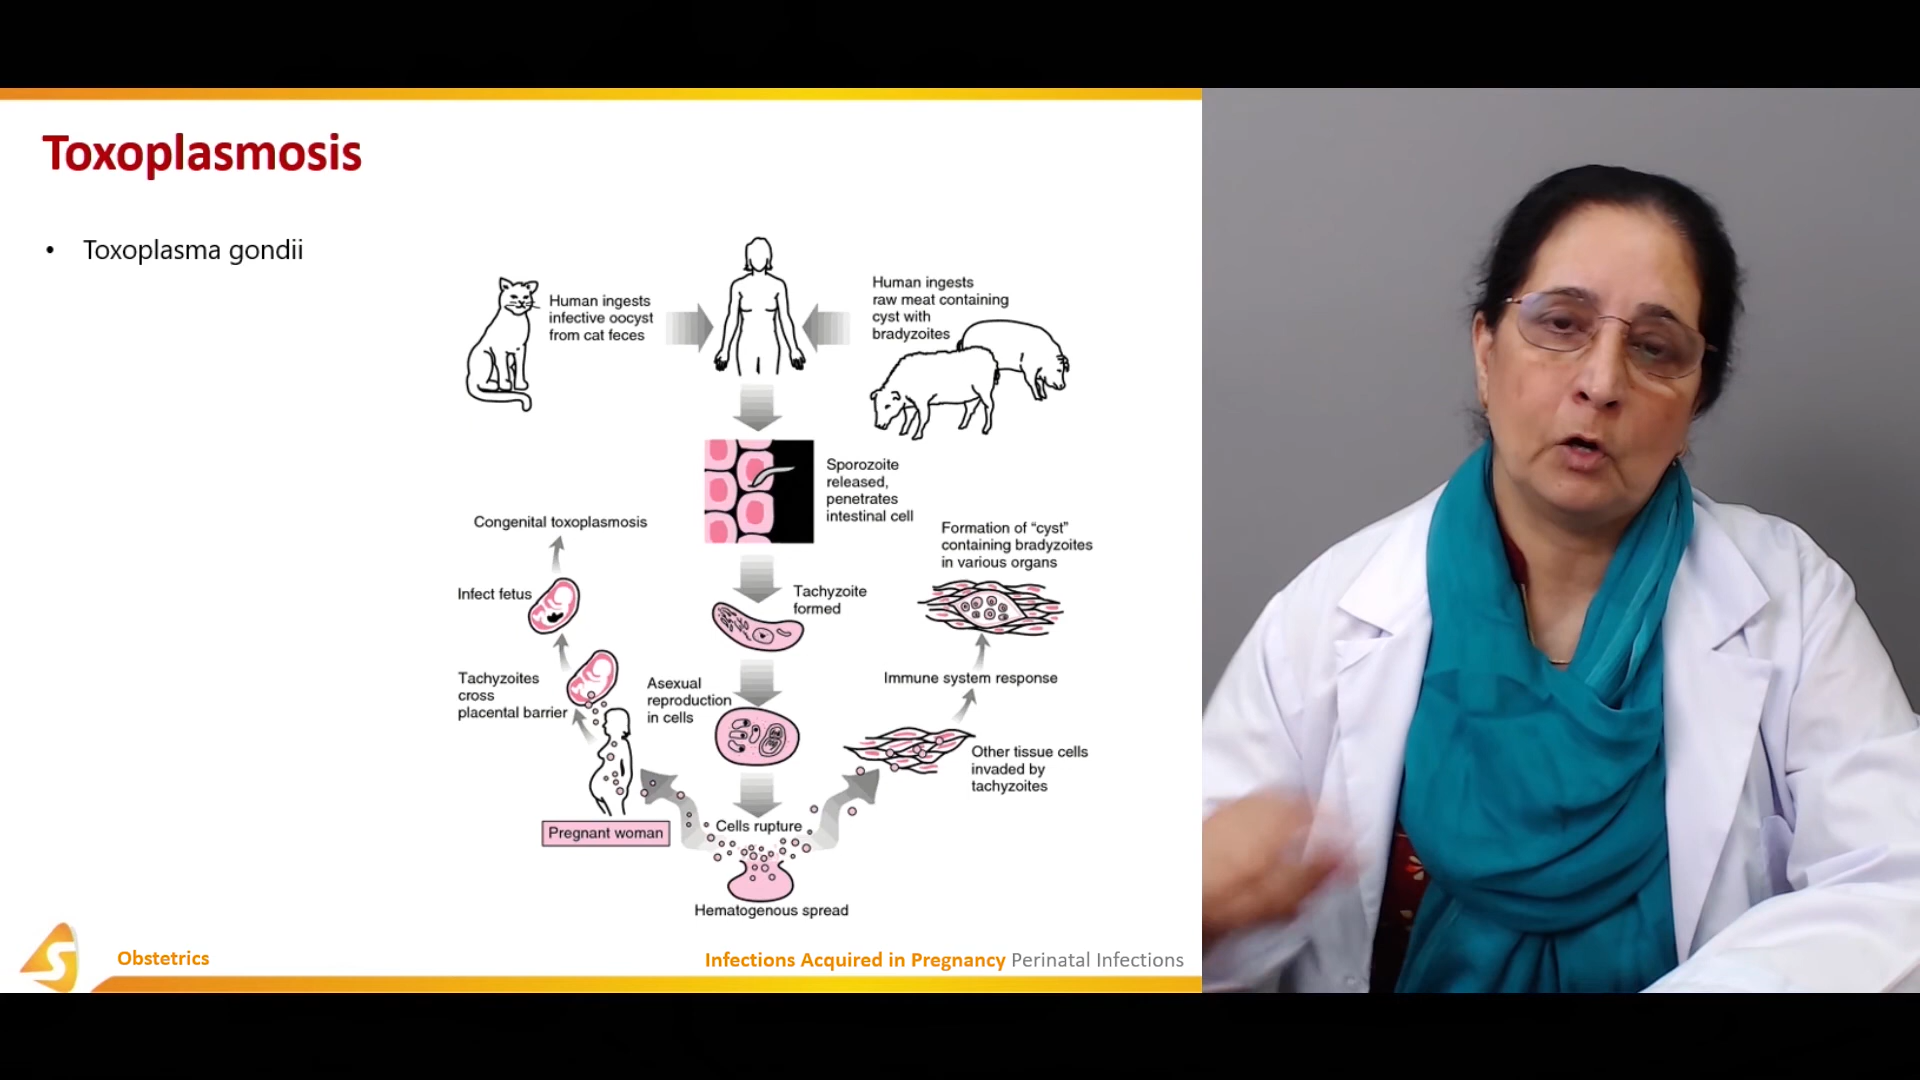 Toxoplasmosis
• Toxoplasma gondii
Human ingests
infective oocyst
from cat feces
Human ingests
raw meat containing
cyst with
bradyzoites
Sporozoite
released,
penetrates
intestinal cell
Congenital toxoplasmosis
Formation of “cyst”
containing bradyzoites
in various organs
Infect fetus
Tachyzoite
formed
Tachyzoites
cross
placental barrier
Asexual
reproduction
in cells
Immune system response
Other tissue cells
invaded by
tachyzoites
Pregnant woman
Cells rupture
Hematogenous spread
S
Obstetrics
Infections Acquired in Pregnancy Perinatal Infections